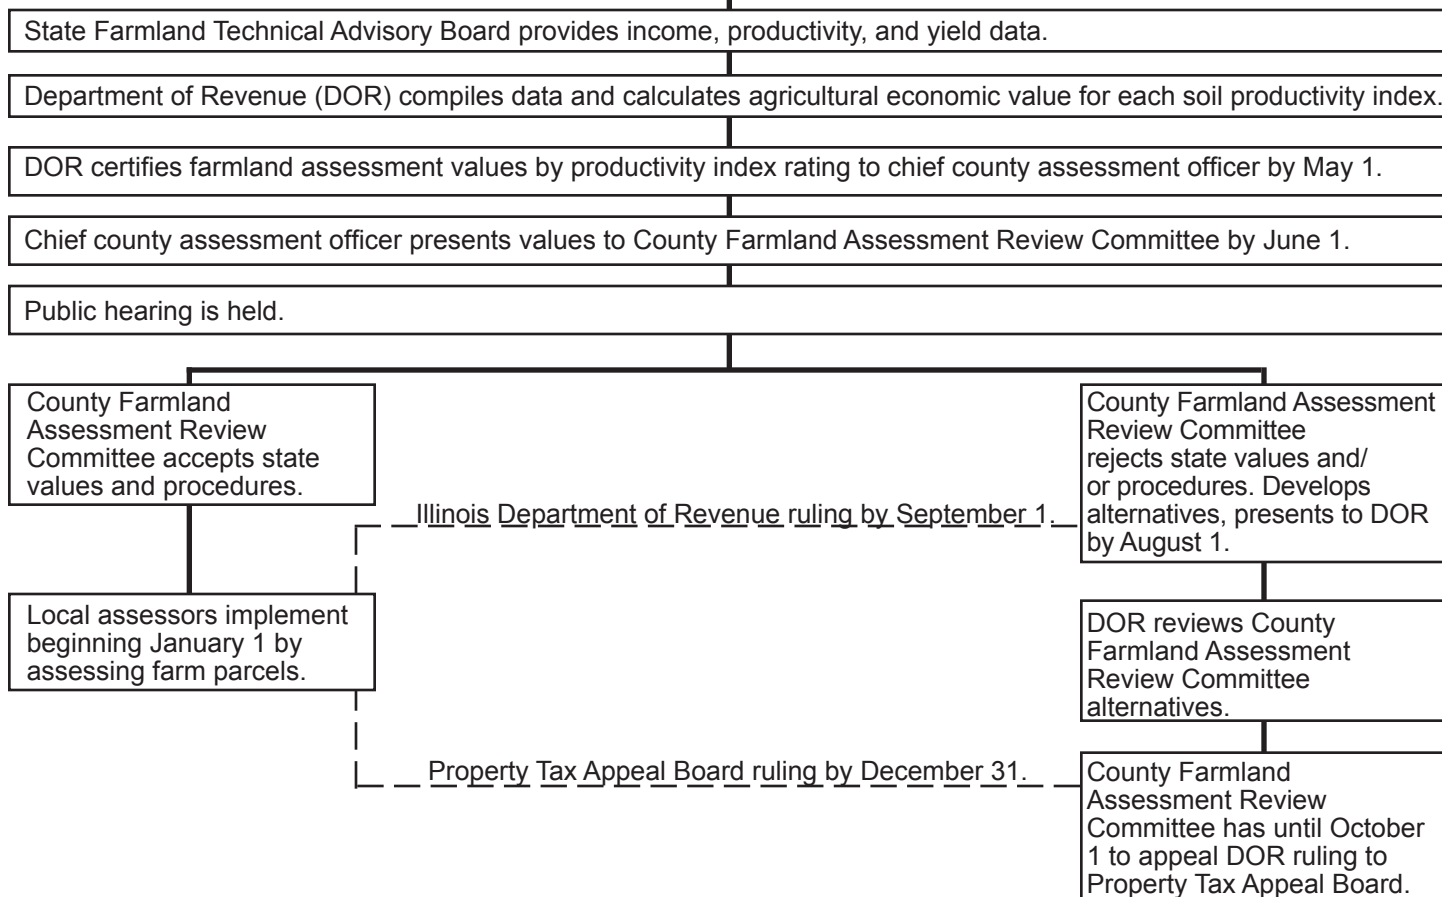 State Farmland Technical Advisory Board provides income, productivity, and yield data.
Department of Revenue (DOR) compiles data and calculates agricultural economic value for each soil productivity index.
DOR certifies farmland assessment values by productivity index rating to chief county assessment officer by May 1.
Chief county assessment officer presents values to County Farmland Assessment Review Committee by June 1.
Public hearing is held.
County Farmland
Assessment Review
Committee accepts state
values and procedures.
Illinois Department of Revenue ruling by September 1.
County Farmland Assessment
Review Committee
rejects state values and/
or procedures. Develops
alternatives, presents to DOR
by August 1.
Local assessors implement
beginning January 1 by
assessing farm parcels.
DOR reviews County
Farmland Assessment
Review Committee
alternatives.
Property Tax Appeal Board ruling by December 31.
County Farmland
Assessment Review
Committee has until October
1 to appeal DOR ruling to
Property Tax Appeal Board.